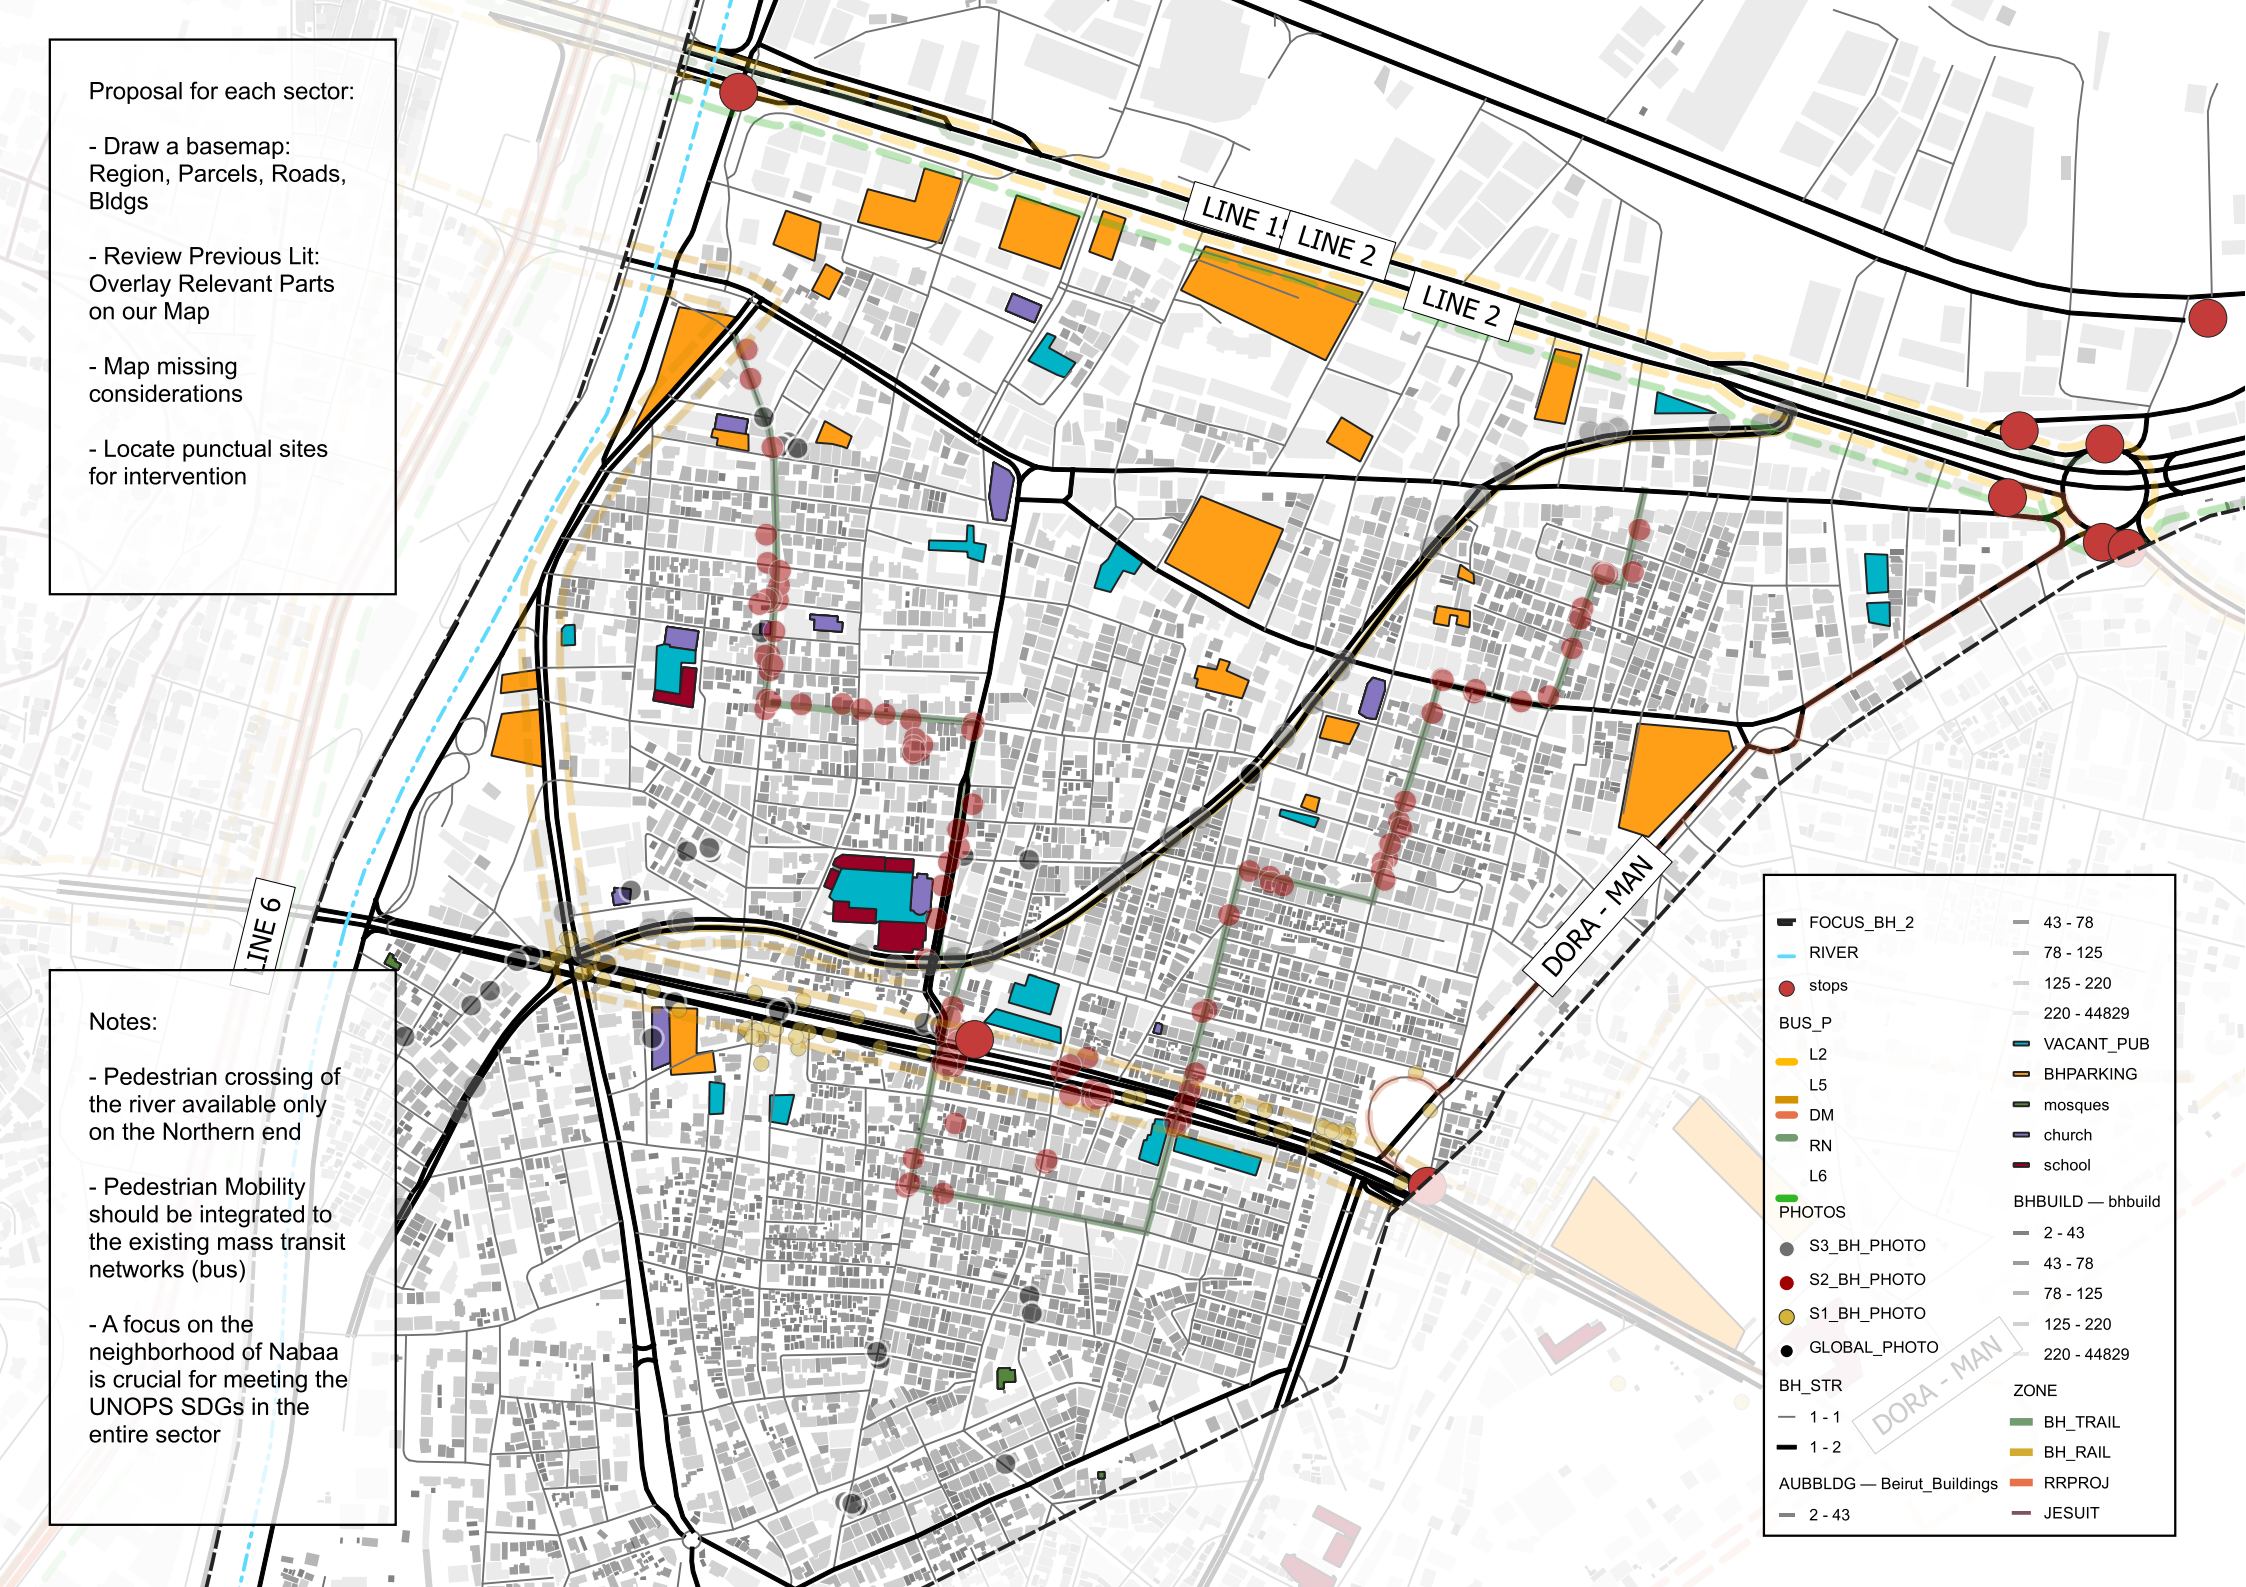 Proposal for each sector:
- Draw a basemap:
Region, Parcels, Roads,
Bldgs
- Review Previous Lit:
Overlay Relevant Parts
on our Map
- Map missing
considerations
- Locate punctual sites
for intervention
LINE 15
LINE 2
LINE 2
LINE 6
DORA - MAN
Notes:
- Pedestrian crossing of
the river available only
on the Northern end
- Pedestrian Mobility
should be integrated to
the existing mass transit
networks (bus)
- A focus on the
neighborhood of Nabaa
is crucial for meeting the
UNOPS SDGs in the
entire sector
FOCUS_BH_2
RIVER
stops
BUS_P
L2
L5
DM
RN
L6
PHOTOS
S3_BH_PHOTO
S2_BH_PHOTO
S1_BH_PHOTO
GLOBAL_PHOTO
BH_STR
1 - 1
1 - 2
AUBBLDG — Beirut_Buildings
2 - 43
43 - 78
78 - 125
125 - 220
220 - 44829
VACANT_PUB
BHPARKING
mosques
church
school
BHBUILD — bhbuild
2 - 43
43 - 78
78 - 125
125 - 220
220 - 44829
ZONE
BH_TRAIL
BH_RAIL
RRPROJ
JESUIT
DORA - MAN